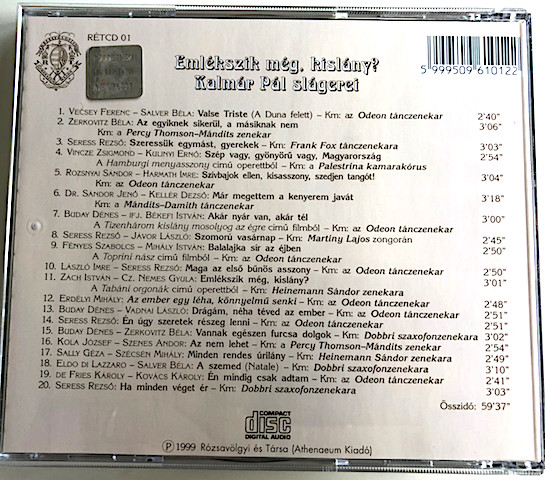 RÉTCD 01
Emlékszik még, kislány?
Kalmár Pál slágerei
5 999509 610122
1. Vecsey Ferenc – Salver Béla: Valse Triste (A Duna felett) – Km: az Odeon tánczenekar 2'40"
2. Zerkovitz Béla: Az egyiknek sikerül, a másiknak nem 3'06"
Km: a Percy Thomson–Mándits zenekar
3. Seress Rezső: Szeressük egymást, gyerekek – Km: Frank Fox tánczenekara 3'03"
4. Vincze Zsigmond – Kulinyi Ernő: Szép vagy, gyönyörű vagy, Magyarország 2'54"
A Hamburgi menyasszony című operettből – Km: a Palestrina kamarakórus
5. Rozsnyai Sándor – Harmath Imre: Szívbajok ellen, kisasszony, szedjen tangót! 3'04"
Km: az Odeon tánczenekar
6. Dr. Sándor Jenő – Kellér Dezső: Már megettem a kenyerem javát 3'18"
Km: a Mándits–Damith tánczenekar
7. Buday Dénes – ifj. Békefi István: Akár nyár van, akár tél 3'00"
A Tizenhárom kislány mosolyog az égre című filmből – Km: az Odeon tánczenekar
8. Seress Rezső – Jávor László: Szomorú vasárnap – Km: Martiny Lajos zongorán 2'45"
9. Fényes Szabolcs – Mihály István: Balalajka sír az éjben 2'50"
A Toprini nász című filmből – Km: az Odeon tánczenekar
10. László Imre – Seress Rezső: Maga az első bűnös asszony – Km: az Odeon tánczenekar 2'50"
11. Zách István – Cz. Nemes Gyula: Emlékszik még, kislány? 3'01"
A Tabáni orgonák című operettből – Km: Heinemann Sándor zenekara
12. Erdélyi Mihály: Az ember egy léha, könnyelmű senki – Km: az Odeon tánczenekar 2'48"
13. Buday Dénes – Vadnai László: Drágám, néha téved az ember – Km: az Odeon tánczenekar 2'51"
14. Seress Rezső: Én úgy szeretek részeg lenni – Km: az Odeon tánczenekar 2'51"
15. Buday Dénes – Zerkovitz Béla: Vannak egészen furcsa dolgok – Km: Dobbri szaxofonzenekara 3'02"
16. Kola József – Szenes Andor: Az nem lehet – Km: a Percy Thomson–Mándits zenekar 2'54"
17. Sally Géza – Szécsén Mihály: Minden rendes úrilány – Km: Heinemann Sándor zenekara 2'49"
18. Eldo di Lazzaro – Salver Béla: A szemed (Natale) – Km: Dobbri szaxofonzenekara 3'10"
19. de Fries Károly – Kovács Károly: Én mindig csak adtam – Km: az Odeon tánczenekar 2'41"
20. Seress Rezső: Ha minden véget ér – Km: Dobbri szaxofonzenekara 3'03"
Összidő: 59'37"
COMPACT
disc
DIGITAL AUDIO
℗ 1999 Rózsavölgyi és Társa (Athenaeum Kiadó)